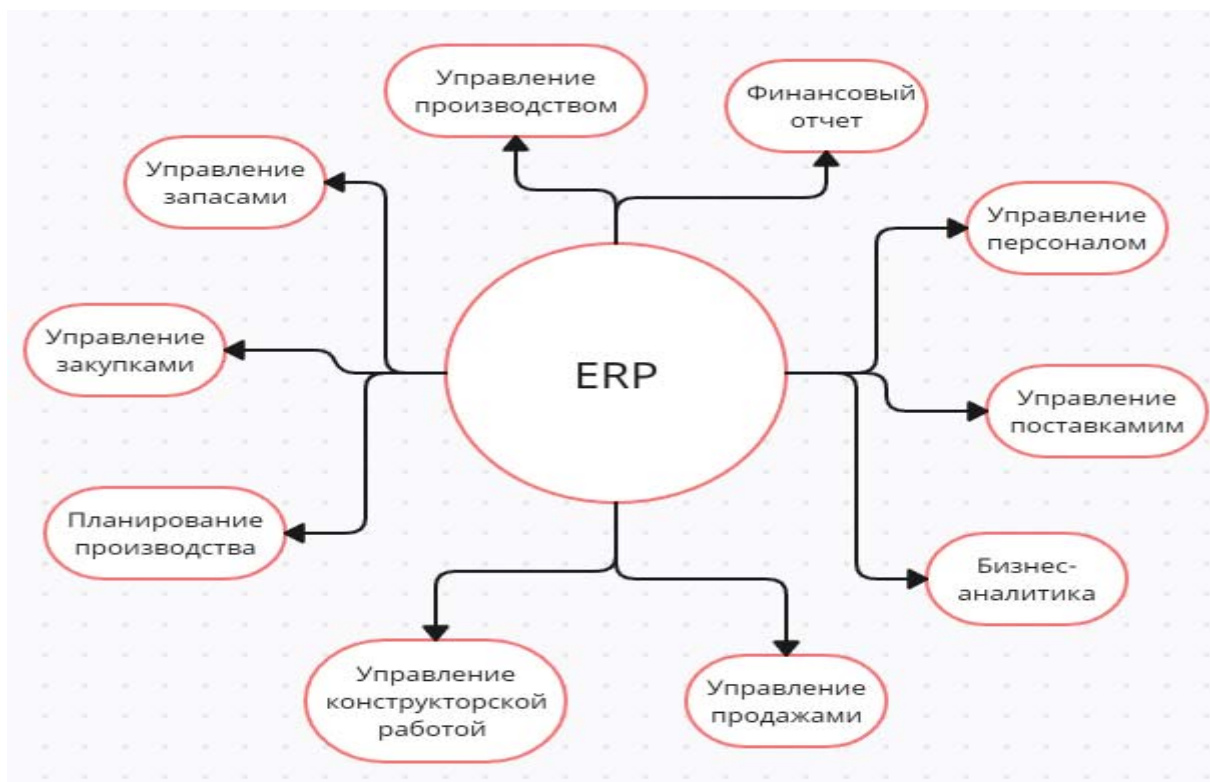 Управление
производством
Финансовый
отчет
Управление
запасами
Управление
персоналом
Управление
закупками
ERP
Управление
поставкамим
Планирование
производства
Бизнес-
аналитика
Управление
конструкторской
работой
Управление
продажами